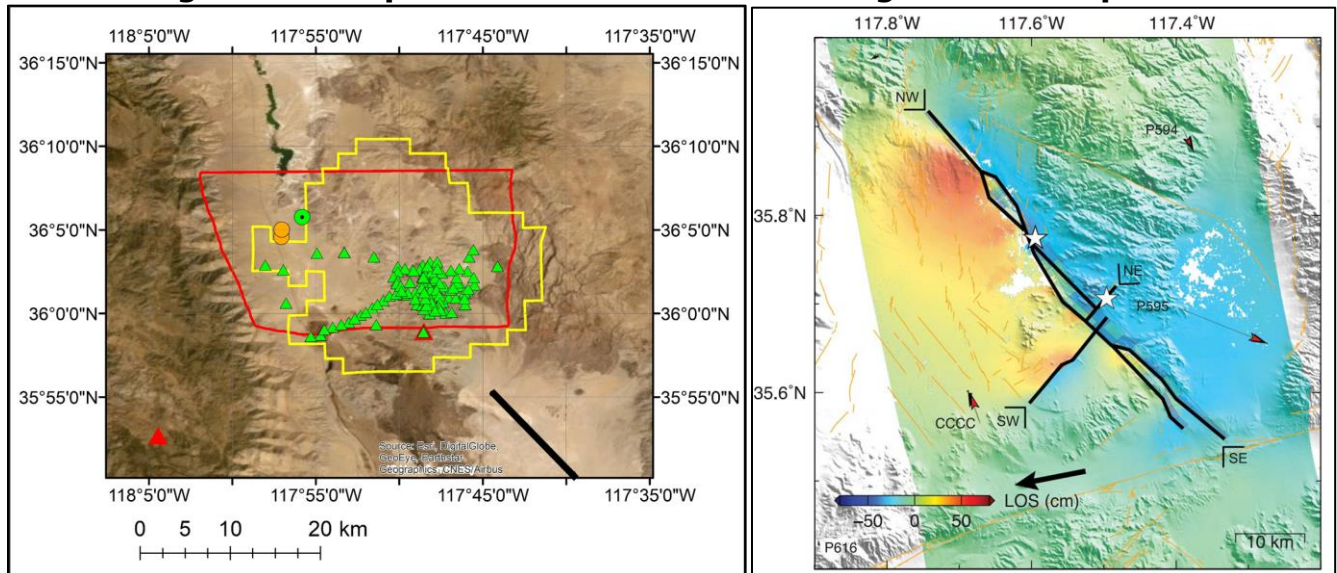 118°5'0"W 117°55'0"W 117°45'0"W 117°35'0"W
36°15'0"N 36°15'0"N
36°10'0"N 36°10'0"N
36°5'0"N 36°5'0"N
36°0'0"N 36°0'0"N
35°55'0"N 35°55'0"N
Source: Esri, DigitalGlobe,
GeoEye, Earthstar
Geographics, CNES/Airbus
118°5'0"W 117°55'0"W 117°45'0"W 117°35'0"W
0 5 10 20 km
117.8°W 117.6°W 117.4°W
NW
P594
35.8°
NE
P595
35.6°
CCCC
SW
SE
LOS (cm)
−50 0 50
10 km
P616